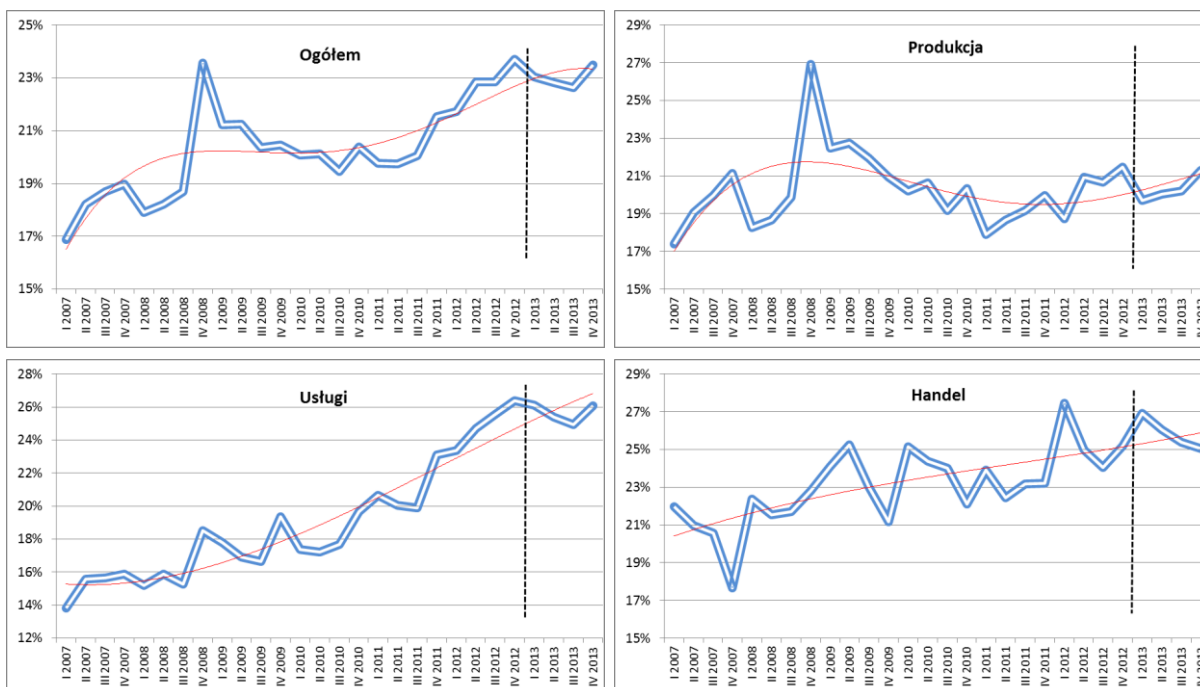 Ogółem
25%
23%
21%
19%
17%
15%
I 2007
II 2007
III 2007
IV 2007
I 2008
II 2008
III 2008
IV 2008
I 2009
II 2009
III 2009
IV 2009
I 2010
II 2010
III 2010
IV 2010
I 2011
II 2011
III 2011
IV 2011
I 2012
II 2012
III 2012
IV 2012
I 2013
II 2013
III 2013
IV 2013
Produkcja
29%
27%
25%
23%
21%
19%
17%
15%
I 2007
II 2007
III 2007
IV 2007
I 2008
II 2008
III 2008
IV 2008
I 2009
II 2009
III 2009
IV 2009
I 2010
II 2010
III 2010
IV 2010
I 2011
II 2011
III 2011
IV 2011
I 2012
II 2012
III 2012
IV 2012
I 2013
II 2013
III 2013
IV 2013
Usługi
28%
26%
24%
22%
20%
18%
16%
14%
12%
I 2007
II 2007
III 2007
IV 2007
I 2008
II 2008
III 2008
IV 2008
I 2009
II 2009
III 2009
IV 2009
I 2010
II 2010
III 2010
IV 2010
I 2011
II 2011
III 2011
IV 2011
I 2012
II 2012
III 2012
IV 2012
I 2013
II 2013
III 2013
IV 2013
Handel
29%
27%
25%
23%
21%
19%
17%
15%
I 2007
II 2007
III 2007
IV 2007
I 2008
II 2008
III 2008
IV 2008
I 2009
II 2009
III 2009
IV 2009
I 2010
II 2010
III 2010
IV 2010
I 2011
II 2011
III 2011
IV 2011
I 2012
II 2012
III 2012
IV 2012
I 2013
II 2013
III 2013
IV 2013